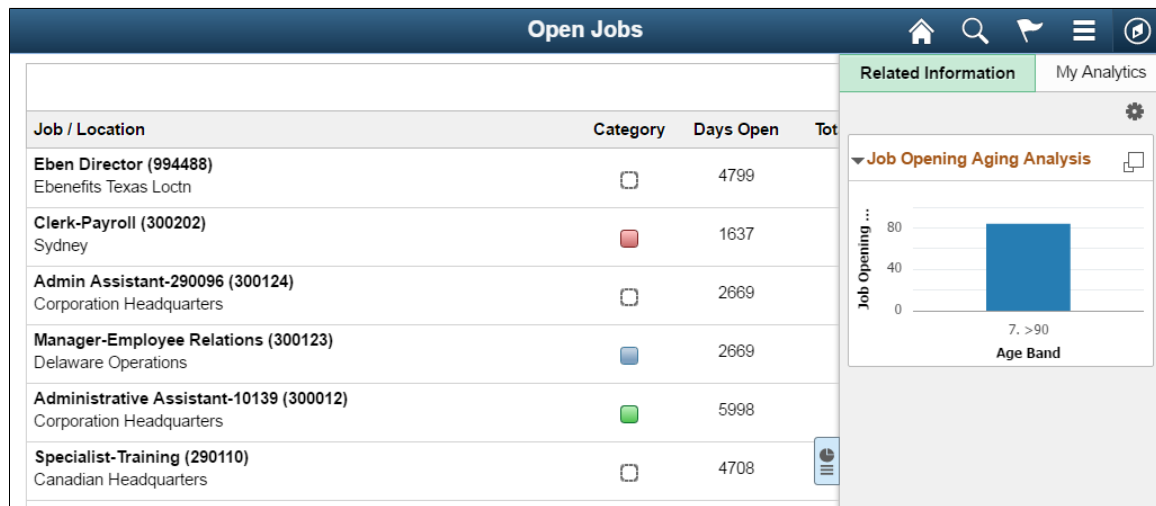 Open Jobs
Related Information
My Analytics
Job / Location Category Days Open Tot
Eben Director (994488)
Ebenefits Texas Loctn
4799
Clerk-Payroll (300202)
Sydney
1637
Admin Assistant-290096 (300124)
Corporation Headquarters
2669
Manager-Employee Relations (300123)
Delaware Operations
2669
Administrative Assistant-10139 (300012)
Corporation Headquarters
5998
Specialist-Training (290110)
Canadian Headquarters
4708
Job Opening Aging Analysis
Job Opening ...
80
40
0
7. >90
Age Band